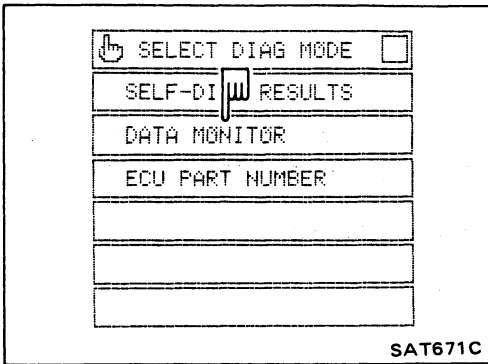 SELECT DIAG MODE
SELF-DI RESULTS
DATA MONITOR
ECU PART NUMBER
SAT671C